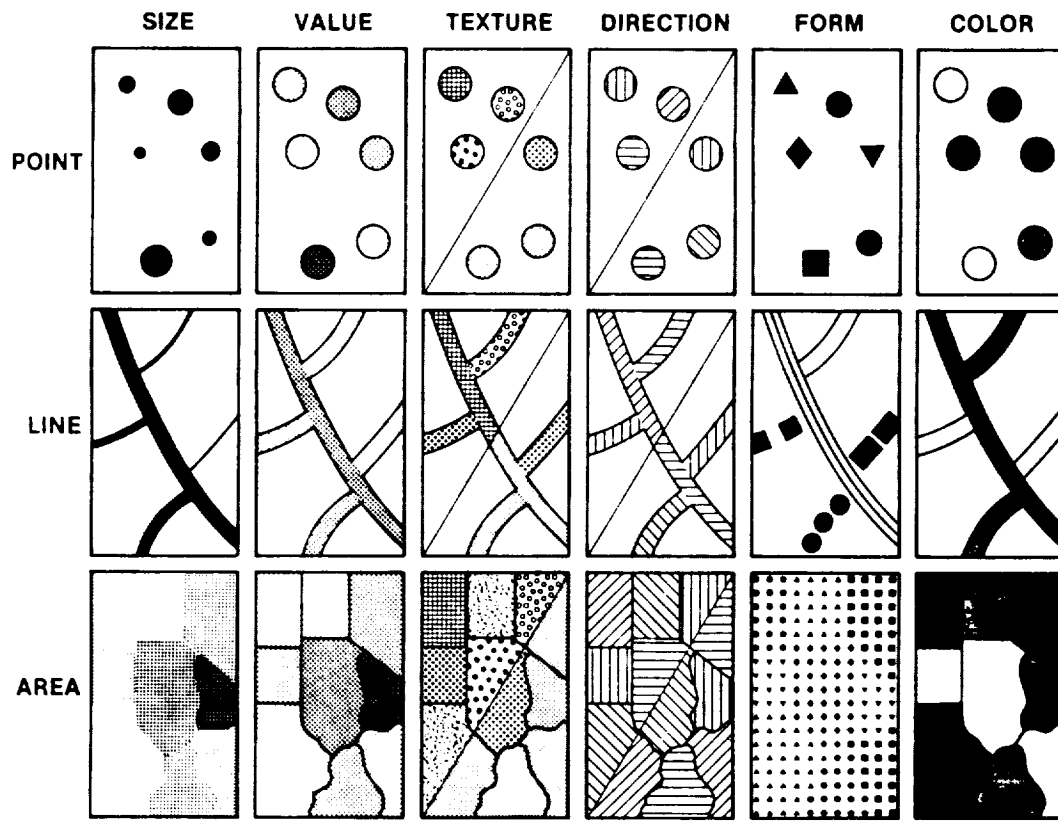 SIZE VALUE TEXTURE DIRECTION FORM COLOR
POINT
LINE
AREA